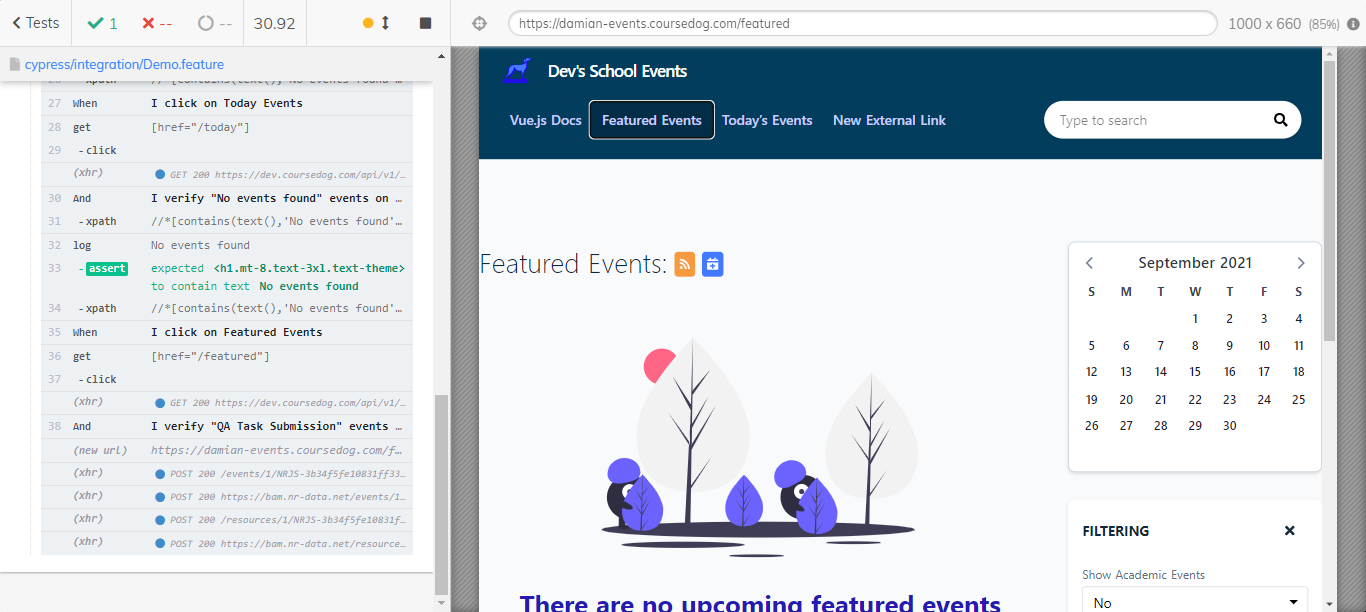 Tests
1
--
--
30.92
https://damian-events.coursedog.com/featured
1000 x 660 (85%)
cypress/integration/Demo.feature
27 When I click on Today Events
28 get [href="/today"]
29 - click
(xhr) GET 200 https://dev.coursedog.com/api/v1/…
30 And I verify "No events found" events on …
31 - xpath //*[contains(text(),'No events found'…
32 log No events found
33 - assert expected <h1.mt-8.text-3xl.text-theme>
to contain text No events found
34 - xpath //*[contains(text(),'No events found'…
35 When I click on Featured Events
36 get [href="/featured"]
37 - click
(xhr) GET 200 https://dev.coursedog.com/api/v1/…
38 And I verify "QA Task Submission" events …
(new url) https://damian-events.coursedog.com/f…
(xhr) POST 200 /events/1/NRJS-3b34f5fe10831ff33…
(xhr) POST 200 https://bam.nr-data.net/events/1…
(xhr) POST 200 /resources/1/NRJS-3b34f5fe10831f…
(xhr) POST 200 https://bam.nr-data.net/resource…
Dev's School Events
Vue.js Docs Featured Events Today's Events New External Link
Type to search
Featured Events:
September 2021
S M T W T F S
1 2 3 4
5 6 7 8 9 10 11
12 13 14 15 16 17 18
19 20 21 22 23 24 25
26 27 28 29 30
FILTERING
Show Academic Events
No
There are no upcoming featured events